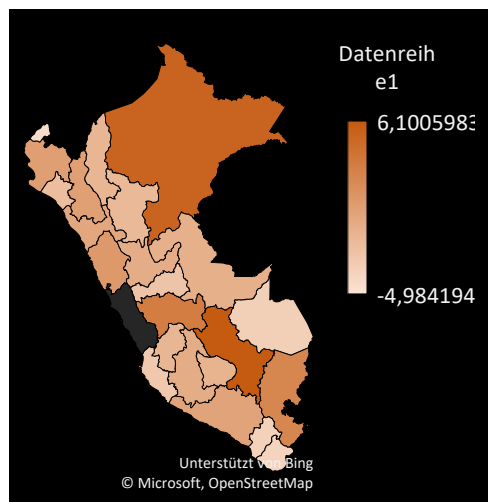 Datenreih
e1
6,1005983
-4,984194
Unterstützt von Bing
© Microsoft, OpenStreetMap